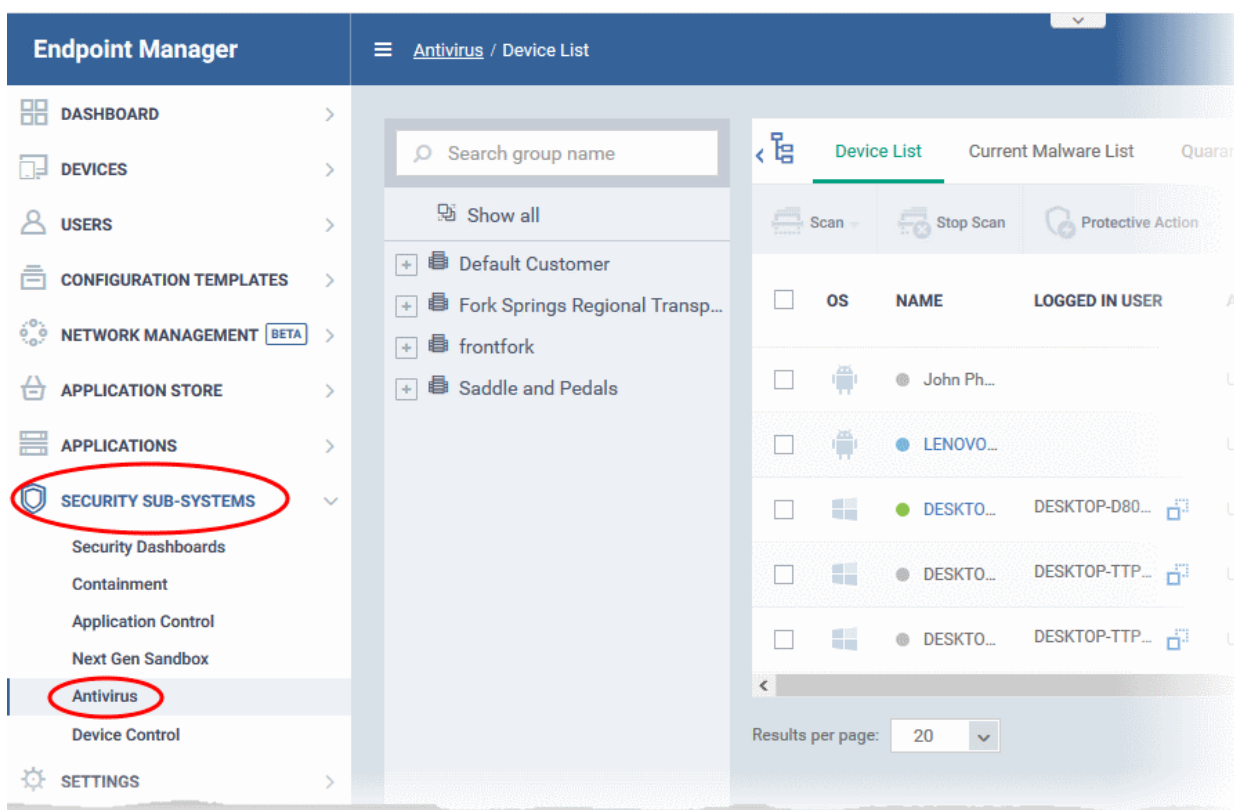 Endpoint Manager
Antivirus / Device List
DASHBOARD
DEVICES
USERS
CONFIGURATION TEMPLATES
NETWORK MANAGEMENT BETA
APPLICATION STORE
APPLICATIONS
SECURITY SUB-SYSTEMS
Security Dashboards
Containment
Application Control
Next Gen Sandbox
Antivirus
Device Control
SETTINGS
Search group name
Show all
Default Customer
Fork Springs Regional Transp...
frontfork
Saddle and Pedals
Device List Current Malware List
Scan Stop Scan Protective Action
OS NAME LOGGED IN USER
John Ph...
LENOVO...
DESKTO... DESKTOP-D80...
DESKTO... DESKTOP-TTP...
DESKTO... DESKTOP-TTP...
Results per page: 20